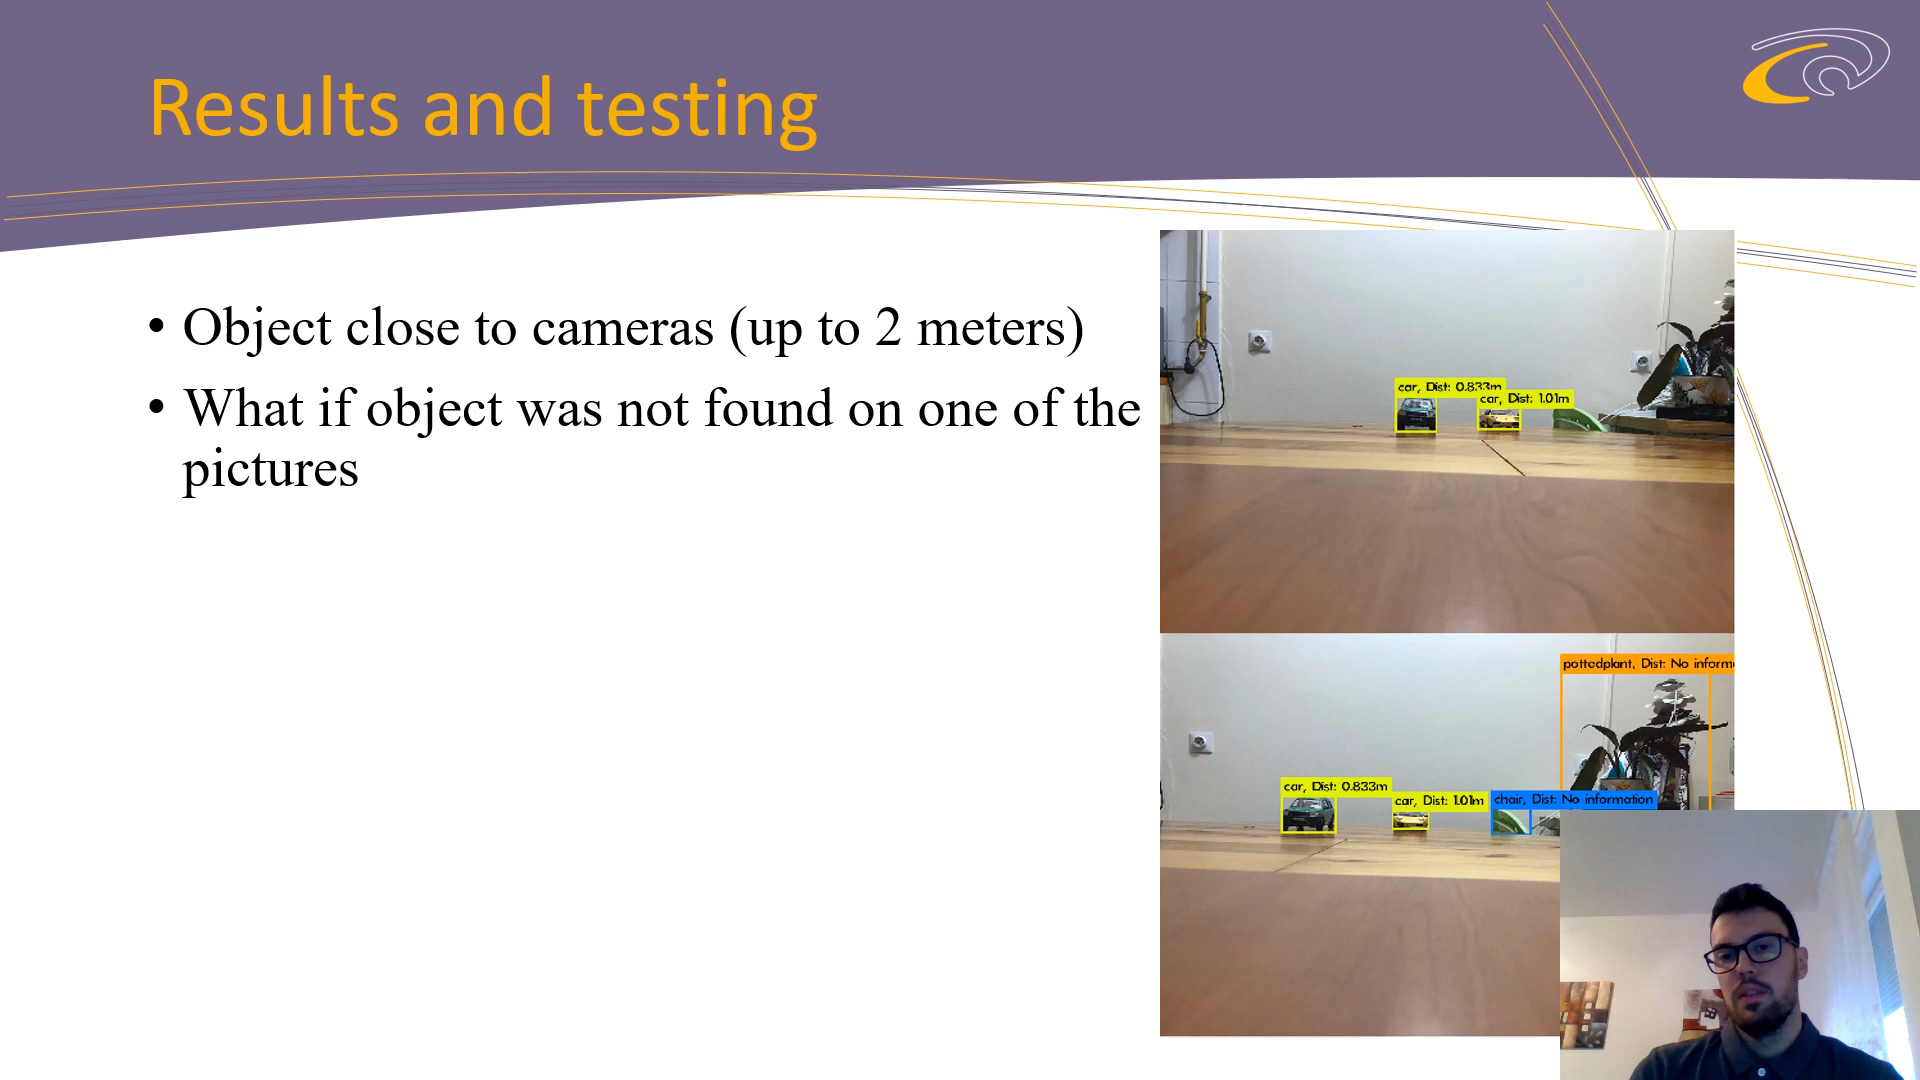 Results and testing
• Object close to cameras (up to 2 meters)
• What if object was not found on one of the
pictures
car, Dist: 0.833m
car, Dist: 1.01m
pottedplant, Dist: No
car, Dist: 0.833m
car, Dist: 1.01m
chair, Dist: No information